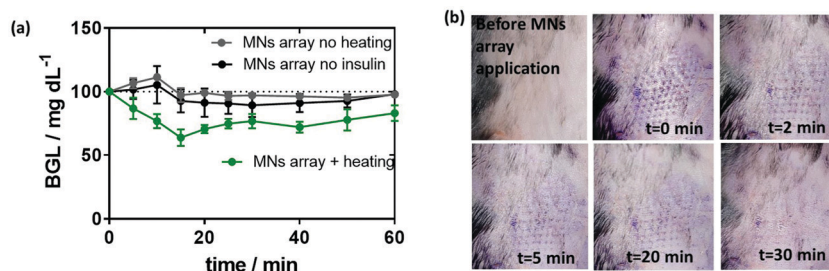 (a)
BGL / mg dL⁻¹
150
100
50
0
0
20
40
60
time / min
MNs array no heating
MNs array no insulin
MNs array + heating
(b)
Before MNs
array
application
t=0 min
t=2 min
t=5 min
t=20 min
t=30 min